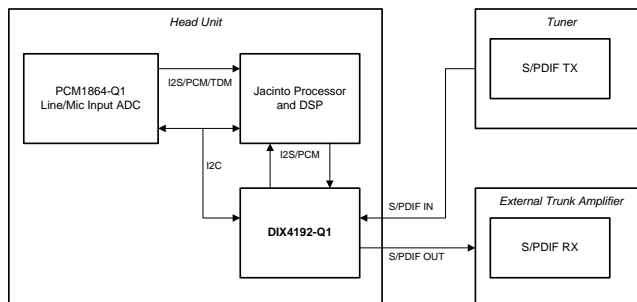 Head Unit
PCM1864-Q1
Line/Mic Input ADC
I2S/PCM/TDM
Jacinto Processor
and DSP
I2C
I2S/PCM
DIX4192-Q1
S/PDIF IN
S/PDIF OUT
Tuner
S/PDIF TX
External Trunk Amplifier
S/PDIF RX